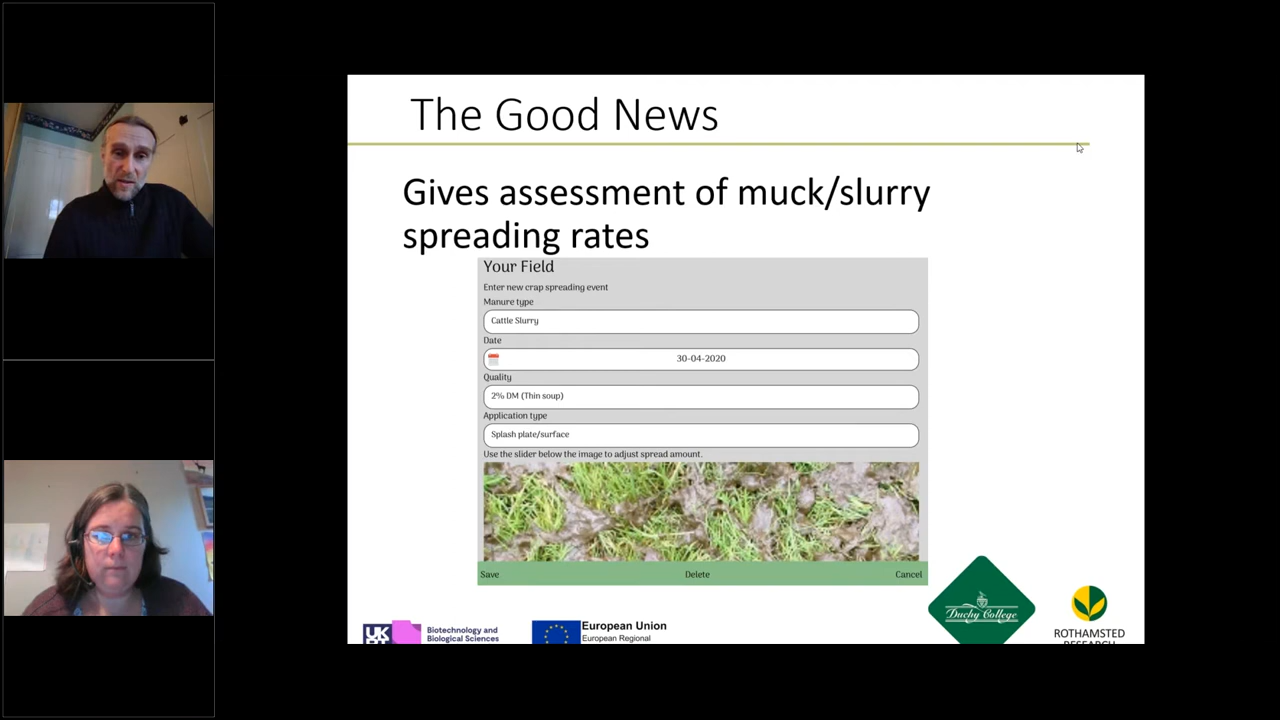 The Good News
Gives assessment of muck/slurry
spreading rates
Your Field
Enter new crap spreading event
Manure type
Cattle Slurry
Date
30-04-2020
Quality
2% DM (Thin soup)
Application type
Splash plate/surface
Use the slider below the image to adjust spread amount.
Save Delete Cancel
Duchy College
UK
Biotechnology and
Biological Sciences
European Union
European Regional
ROTHAMSTED
RESEARCH